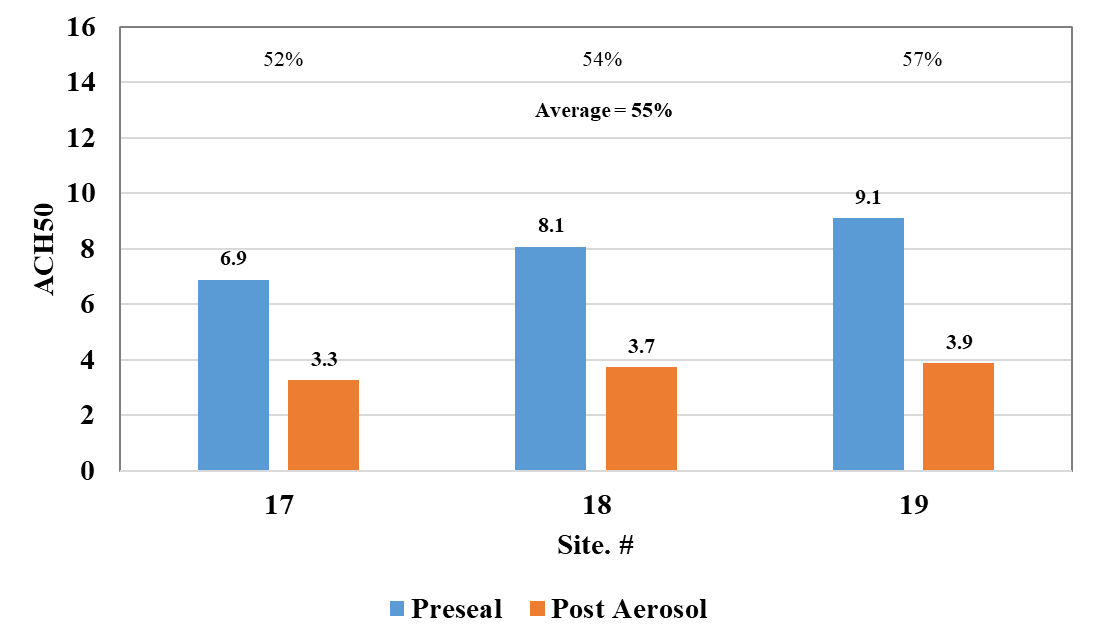 16
14
12
10
8
6
4
2
0
ACH50
52% 54% 57%
Average = 55%
6.9 3.3 8.1 3.7 9.1 3.9
17 18 19
Site. #
Preseal Post Aerosol